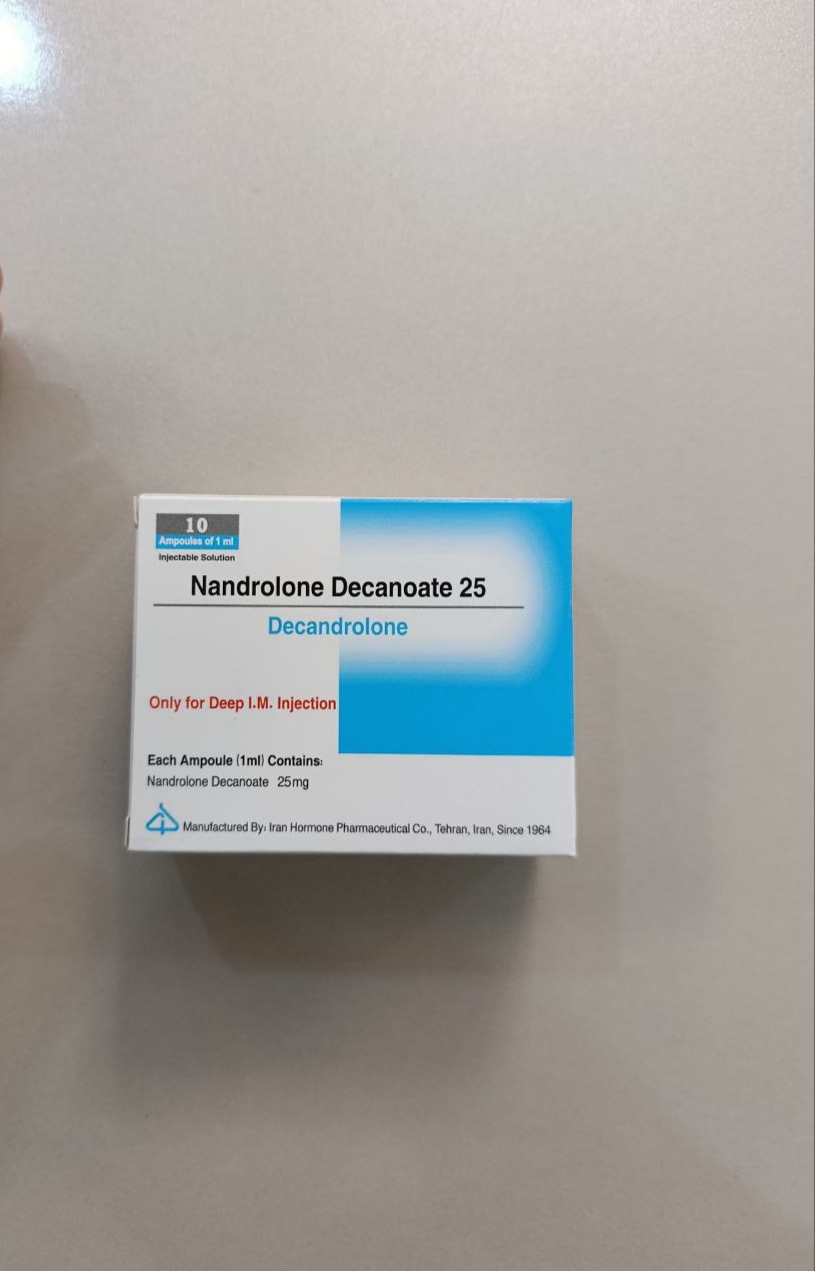 10
Ampoules of 1 ml
Injectable Solution
Nandrolone Decanoate 25
Decandrolone
Only for Deep I.M. Injection
Each Ampoule (1ml) Contains:
Nandrolone Decanoate 25mg
Manufactured By: Iran Hormone Pharmaceutical Co., Tehran, Iran, Since 1964